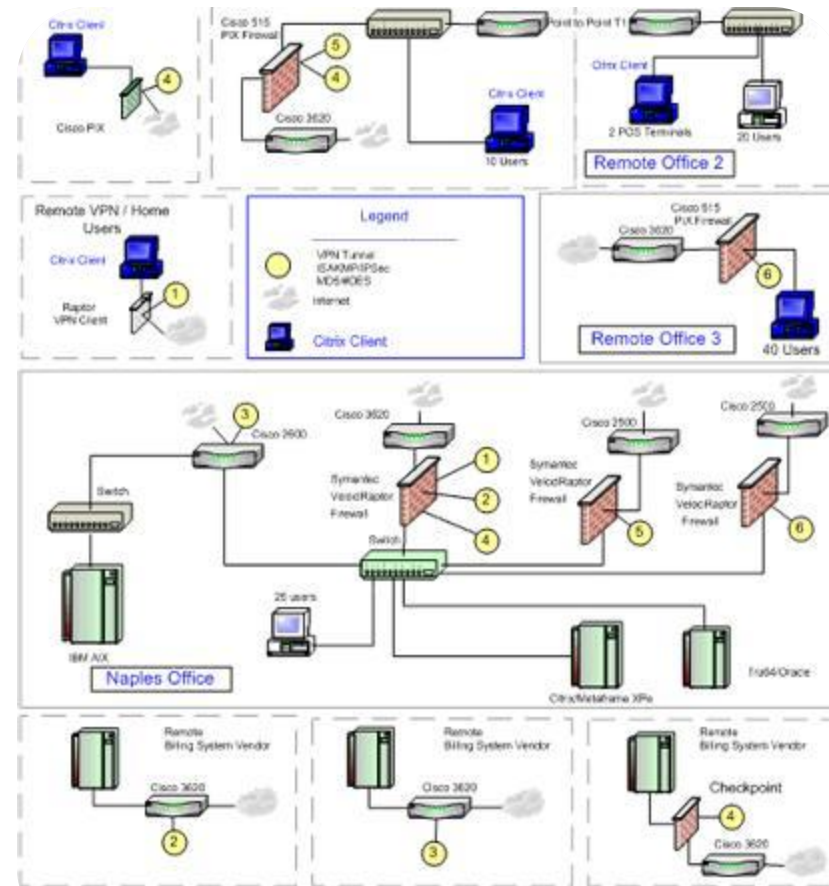 Citrix Client
4
Cisco PIX
Cisco 515
PIX Firewall
5
4
Cisco 3620
Citrix Client
10 Users
Point to Point T1
Citrix Client
2 POS Terminals
20 Users
Remote Office 2
Remote VPN / Home
Users
Citrix Client
1
Raptor
VPN Client
Legend
VPN Tunnel
ISAKMP/IPSec
Internet
Citrix Client
Cisco 515
PIX Firewall
Cisco 3620
6
Remote Office 3
40 Users
3
Cisco 2600
Switch
IBM AIX
Naples Office
Cisco 3620
Symantec
VelociRaptor
Firewall
1
2
4
Switch
25 users
Cisco 2500
Symantec
VelociRaptor
Firewall
5
Cisco 2500
Symantec
VelociRaptor
Firewall
6
Citrix/Metaframe XPe
Tru64/Oracle
Remote
Billing System Vendor
Cisco 3620
2
Remote
Billing System Vendor
Cisco 3620
3
Remote
Billing System Vendor
Checkpoint
4
Cisco 3620